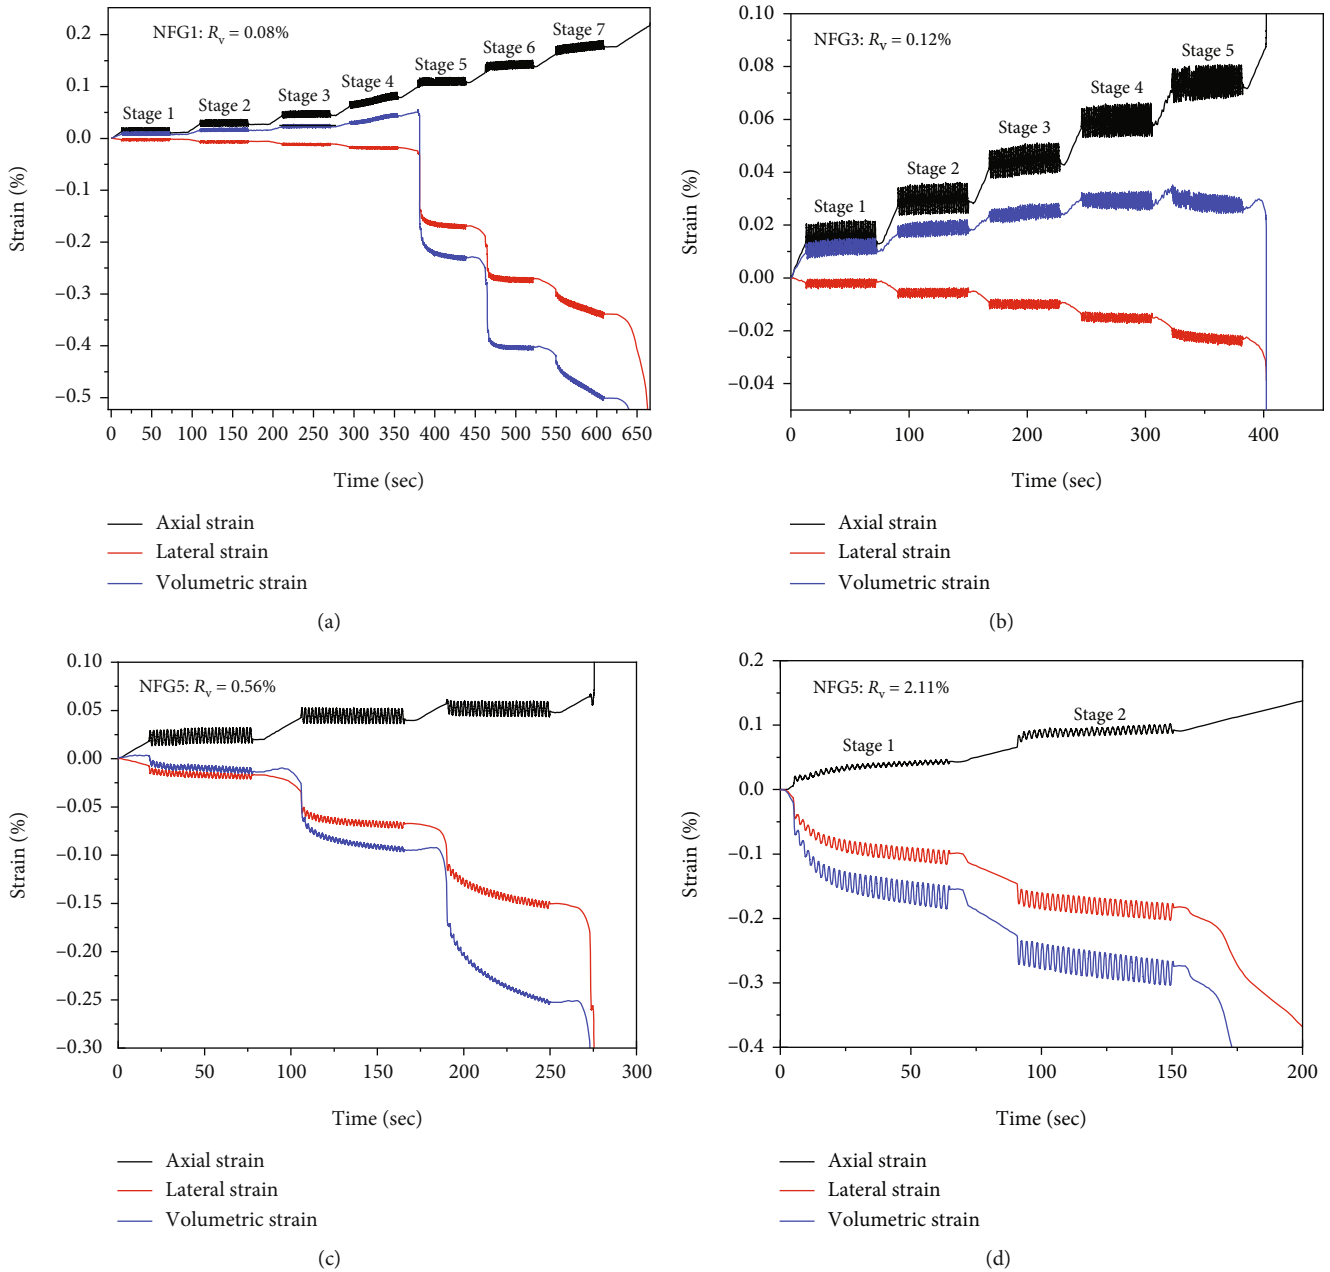 NFG1: Rv = 0.08%
Stage 1
Stage 2
Stage 3
Stage 4
Stage 5
Stage 6
Stage 7
0.2
0.1
0.0
−0.1
−0.2
−0.3
−0.4
−0.5
Strain (%)
0 50 100 150 200 250 300 350 400 450 500 550 600 650
Time (sec)
Axial strain
Lateral strain
Volumetric strain
(a)
NFG3: Rv = 0.12%
Stage 1
Stage 2
Stage 3
Stage 4
Stage 5
0.10
0.08
0.06
0.04
0.02
0.00
−0.02
−0.04
Strain (%)
0 100 200 300 400
Time (sec)
Axial strain
Lateral strain
Volumetric strain
(b)
NFG5: Rv = 0.56%
0.10
0.05
0.00
−0.05
−0.10
−0.15
−0.20
−0.25
−0.30
Strain (%)
0 50 100 150 200 250 300
Time (sec)
Axial strain
Lateral strain
Volumetric strain
(c)
NFG5: Rv = 2.11%
Stage 1
Stage 2
0.2
0.1
0.0
−0.1
−0.2
−0.3
−0.4
Strain (%)
0 50 100 150 200
Time (sec)
Axial strain
Lateral strain
Volumetric strain
(d)